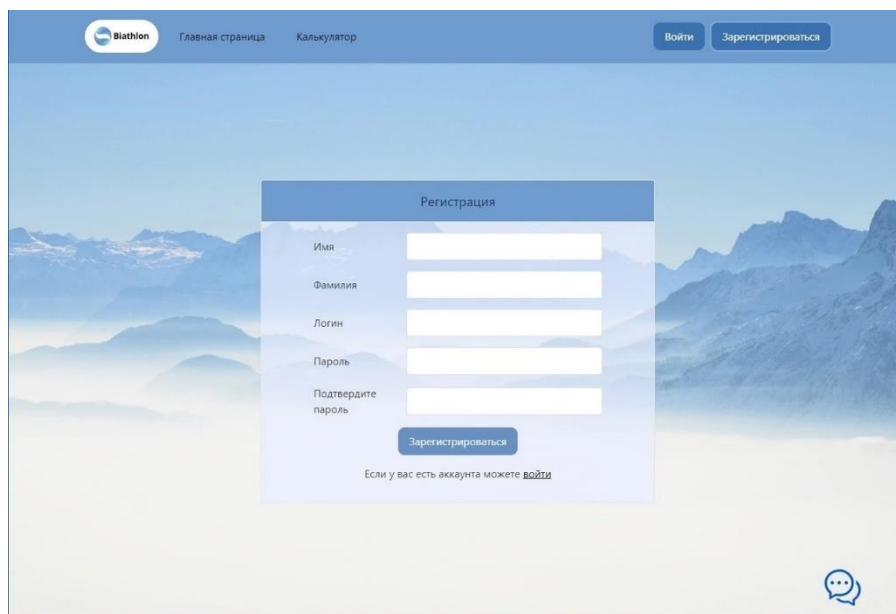 Biathlon
Главная страница
Калькулятор
Войти
Зарегистрироваться
Регистрация
Имя
Фамилия
Логин
Пароль
Подтвердите
пароль
Зарегистрироваться
Если у вас есть аккаунта можете войти